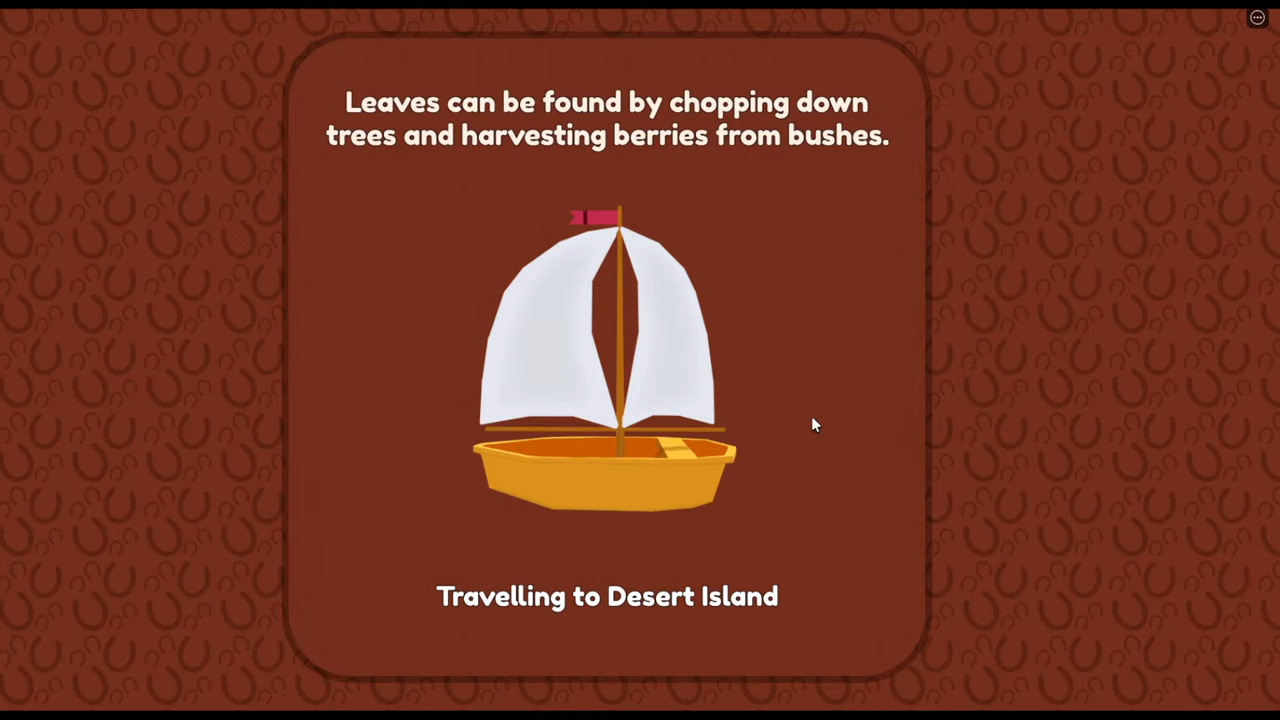 Leaves can be found by chopping down
trees and harvesting berries from bushes.
Travelling to Desert Island